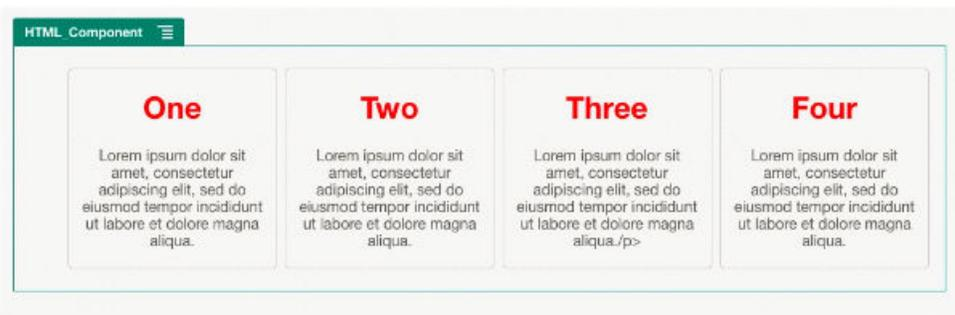 HTML_Component
One
Lorem ipsum dolor sit
amet, consectetur
adipiscing elit, sed do
eiusmod tempor incididunt
ut labore et dolore magna
aliqua.
Two
Lorem ipsum dolor sit
amet, consectetur
adipiscing elit, sed do
eiusmod tempor incididunt
ut labore et dolore magna
aliqua.
Three
Lorem ipsum dolor sit
amet, consectetur
adipiscing elit, sed do
eiusmod tempor incididunt
ut labore et dolore magna
aliqua./p>
Four
Lorem ipsum dolor sit
amet, consectetur
adipiscing elit, sed do
eiusmod tempor incididunt
ut labore et dolore magna
aliqua.